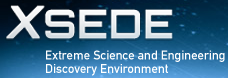 XSEDE
Extreme Science and Engineering
Discovery Environment